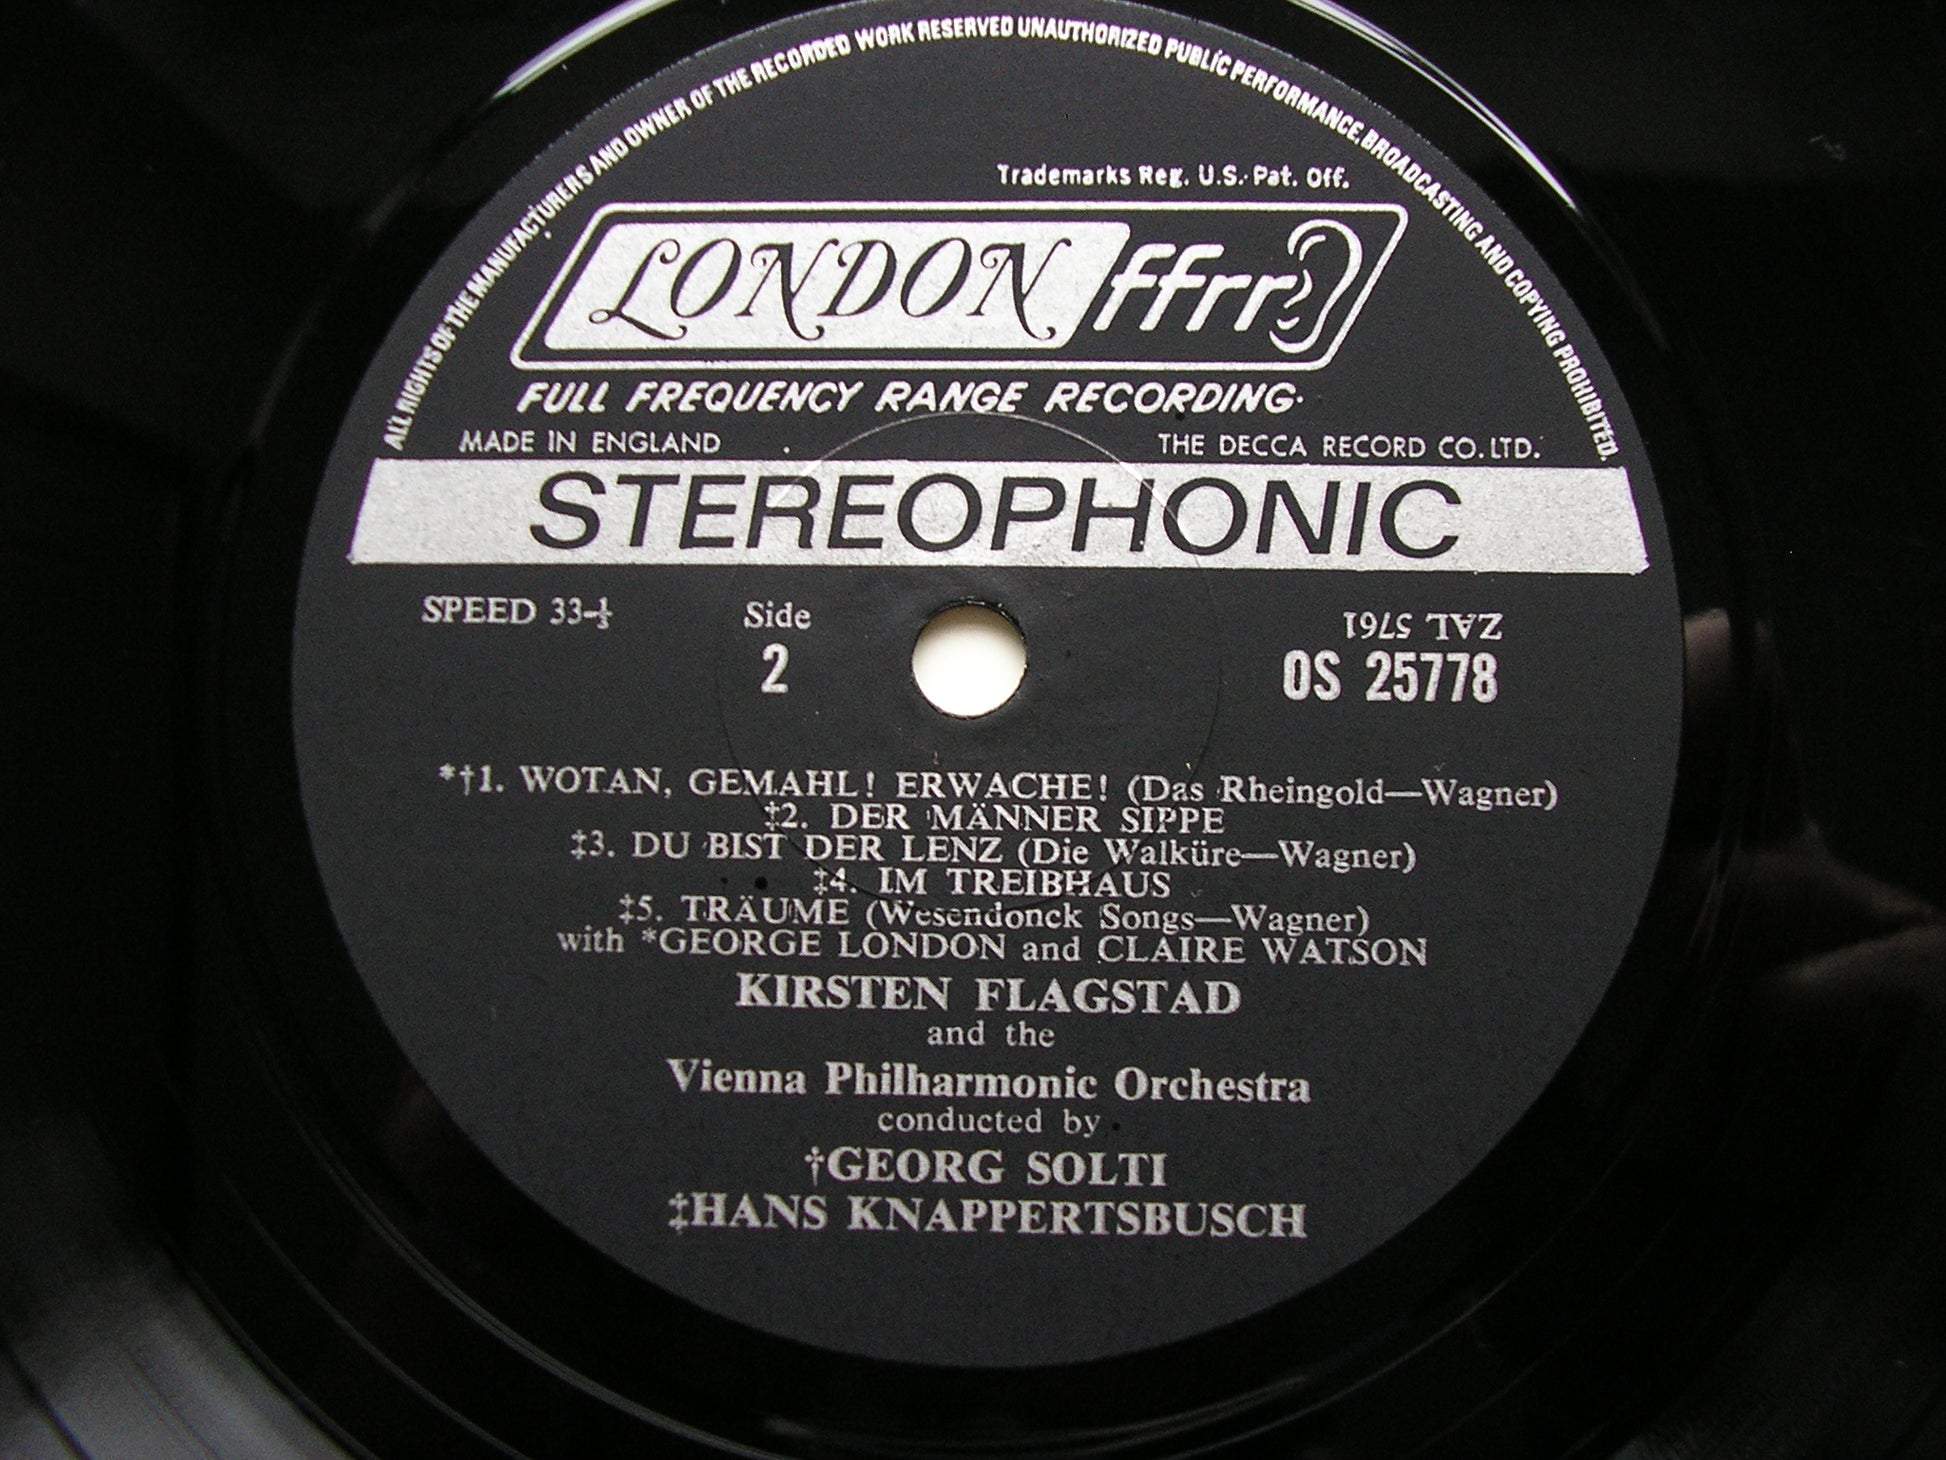 ALL RIGHTS OF THE MANUFACTURERS AND OWNER OF THE RECORDED WORK RESERVED UNAUTHORIZED PUBLIC PERFORMANCE, BROADCASTING AND COPYING PROHIBITED.
Trademarks Reg. U.S. Pat. Off.
LONDON ffrr
FULL FREQUENCY RANGE RECORDING
MADE IN ENGLAND THE DECCA RECORD CO. LTD.
STEREOPHONIC
SPEED 33-⅓ Side ZAL 5761
2 OS 25778
*†1. WOTAN, GEMAHL! ERWACHE! (Das Rheingold—Wagner)
‡2. DER MÄNNER SIPPE
‡3. DU BIST DER LENZ (Die Walküre—Wagner)
‡4. IM TREIBHAUS
‡5. TRÄUME (Wesendonck Songs—Wagner)
with *GEORGE LONDON and CLAIRE WATSON
KIRSTEN FLAGSTAD
and the
Vienna Philharmonic Orchestra
conducted by
†GEORG SOLTI
‡HANS KNAPPERTSBUSCH